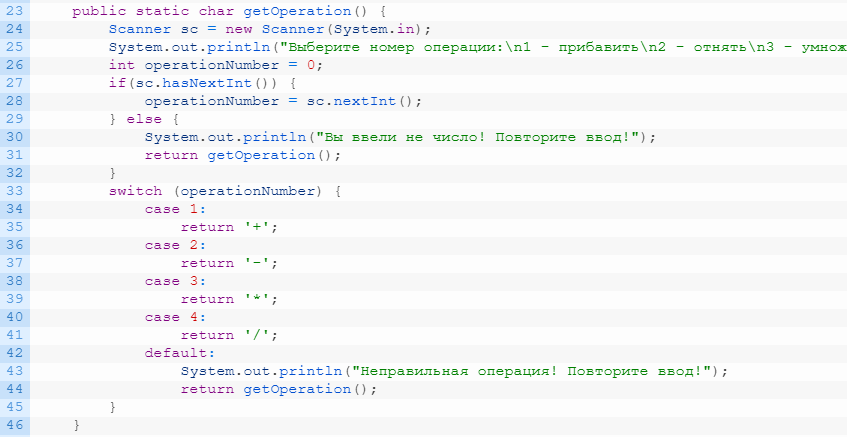 23 public static char getOperation() {
24 Scanner sc = new Scanner(System.in);
25 System.out.println("Выберите номер операции:\n1 - прибавить\n2 - отнять\n3 - умнож
26 int operationNumber = 0;
27 if(sc.hasNextInt()) {
28 operationNumber = sc.nextInt();
29 } else {
30 System.out.println("Вы ввели не число! Повторите ввод!");
31 return getOperation();
32 }
33 switch (operationNumber) {
34 case 1:
35 return '+';
36 case 2:
37 return '-';
38 case 3:
39 return '*';
40 case 4:
41 return '/';
42 default:
43 System.out.println("Неправильная операция! Повторите ввод!");
44 return getOperation();
45 }
46 }